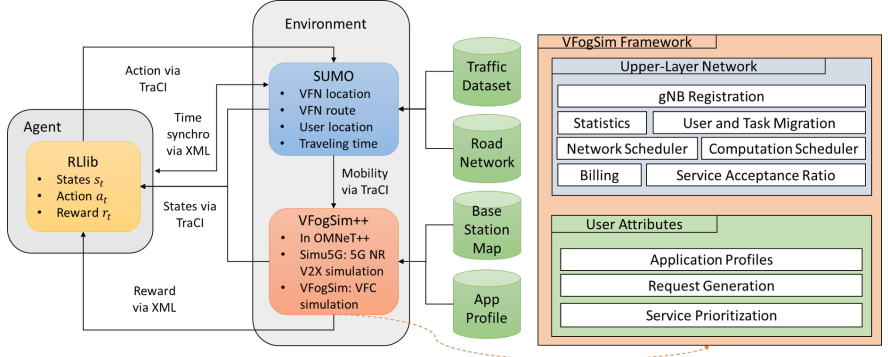 Environment
Action via
TraCI
Time
synchro
via XML
Agent
RLlib
• States s_t
• Action a_t
• Reward r_t
States via
TraCI
Reward
via XML
SUMO
• VFN location
• VFN route
• User location
• Traveling time
Mobility
via TraCI
VFogSim++
• In OMNeT++
• Simu5G: 5G NR
V2X simulation
• VFogSim: VFC
simulation
Traffic
Dataset
Road
Network
Base
Station
Map
App
Profile
VFogSim Framework
Upper-Layer Network
gNB Registration
Statistics
User and Task Migration
Network Scheduler
Computation Scheduler
Billing
Service Acceptance Ratio
User Attributes
Application Profiles
Request Generation
Service Prioritization